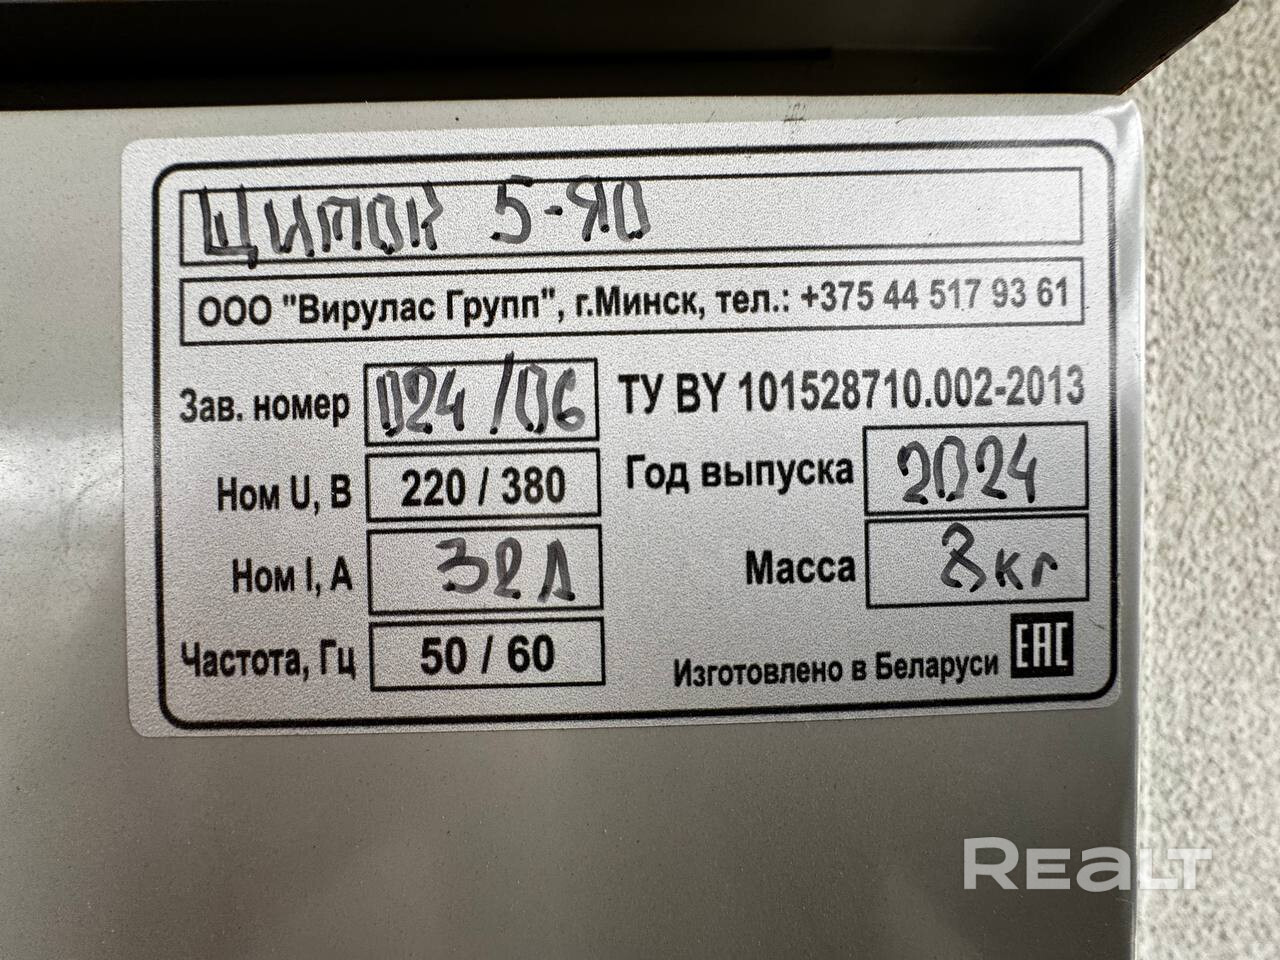 Щиток 5-ЯО
ООО "Вирулас Групп", г.Минск, тел.: +375 44 517 93 61
Зав. номер 024/06 ТУ BY 101528710.002-2013
Ном U, В 220 / 380 Год выпуска 2024
Ном I, А 32А Масса 8кг
Частота, Гц 50 / 60 Изготовлено в Беларуси EAC
REALT